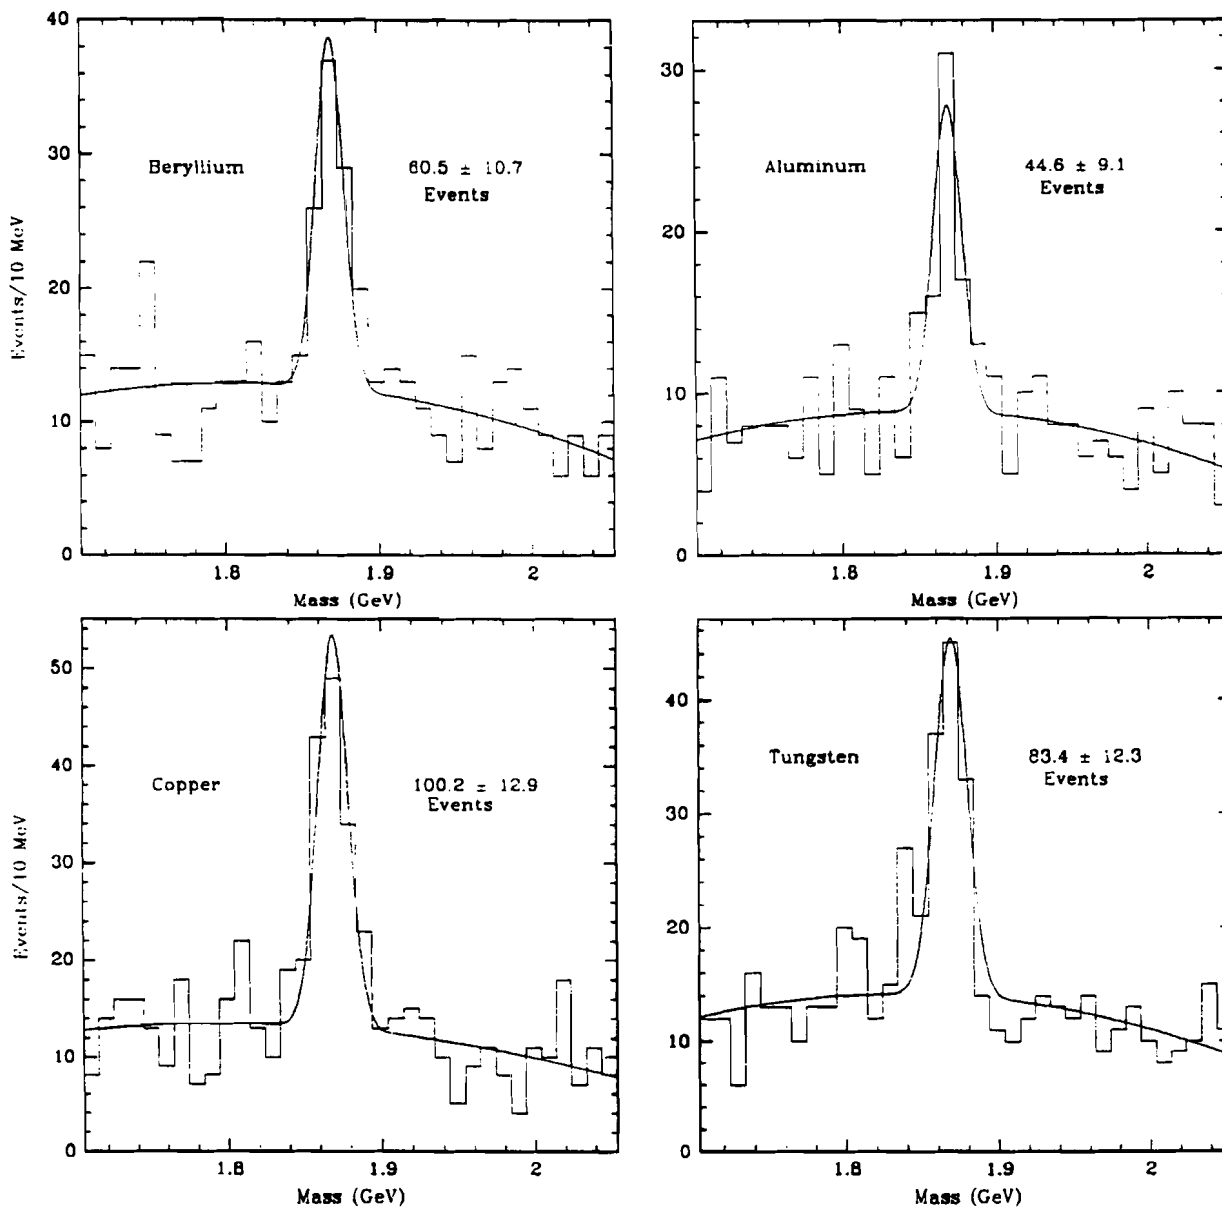 40
30
20
10
0
Events/10 MeV
Beryllium
60.5 ± 10.7
Events
1.8
1.9
2
Mass (GeV)
30
20
10
0
Aluminum
44.6 ± 9.1
Events
1.8
1.9
2
Mass (GeV)
50
40
30
20
10
0
Events/10 MeV
Copper
100.2 ± 12.9
Events
1.8
1.9
2
Mass (GeV)
40
30
20
10
0
Tungsten
83.4 ± 12.3
Events
1.8
1.9
2
Mass (GeV)